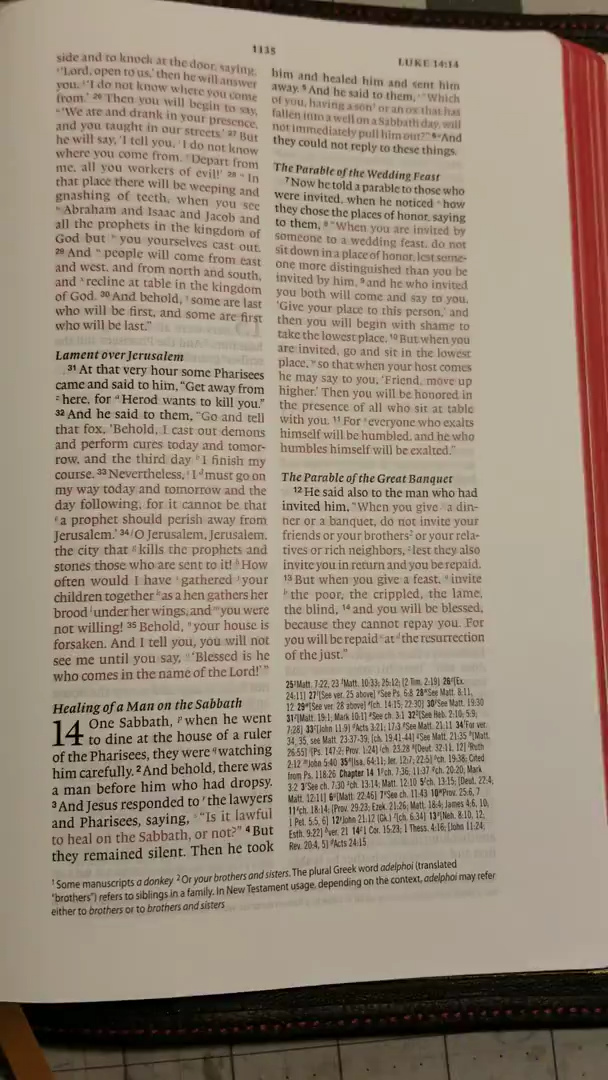 1135
LUKE 14:14
side and to knock at the door, saying,
'Lord, open to us,' then he will answer
you, 'I do not know where you come
from.' 26 Then you will begin to say,
'We ate and drank in your presence,
and you taught in our streets.' 27 But
he will say, 'I tell you, I do not know
where you come from. Depart from
me, all you workers of evil!' 28 In
that place there will be weeping and
gnashing of teeth, when you see
Abraham and Isaac and Jacob and
all the prophets in the kingdom of
God but you yourselves cast out.
29 And people will come from east
and west, and from north and south,
and recline at table in the kingdom
of God. 30 And behold, some are last
who will be first, and some are first
who will be last."
Lament over Jerusalem
31 At that very hour some Pharisees
came and said to him, "Get away from
here, for Herod wants to kill you."
32 And he said to them, "Go and tell
that fox, 'Behold, I cast out demons
and perform cures today and tomor-
row, and the third day I finish my
course. 33 Nevertheless, I must go on
my way today and tomorrow and the
day following, for it cannot be that
a prophet should perish away from
Jerusalem.' 34 O Jerusalem, Jerusalem,
the city that kills the prophets and
stones those who are sent to it! How
often would I have gathered your
children together as a hen gathers her
brood under her wings, and you were
not willing! 35 Behold, your house is
forsaken. And I tell you, you will not
see me until you say, 'Blessed is he
who comes in the name of the Lord!'"
Healing of a Man on the Sabbath
14 One Sabbath, when he went
to dine at the house of a ruler
of the Pharisees, they were watching
him carefully. 2 And behold, there was
a man before him who had dropsy.
3 And Jesus responded to the lawyers
and Pharisees, saying, "Is it lawful
to heal on the Sabbath, or not?" 4 But
they remained silent. Then he took
him and healed him and sent him
away. 5 And he said to them, "Which
of you, having a son1 or an ox that has
fallen into a well on a Sabbath day, will
not immediately pull him out?" 6 And
they could not reply to these things.
The Parable of the Wedding Feast
7 Now he told a parable to those who
were invited, when he noticed how
they chose the places of honor, saying
to them, 8 "When you are invited by
someone to a wedding feast, do not
sit down in a place of honor, lest some-
one more distinguished than you be
invited by him, 9 and he who invited
you both will come and say to you,
'Give your place to this person,' and
then you will begin with shame to
take the lowest place. 10 But when you
are invited, go and sit in the lowest
place, so that when your host comes
he may say to you, 'Friend, move up
higher.' Then you will be honored in
the presence of all who sit at table
with you. 11 For everyone who exalts
himself will be humbled, and he who
humbles himself will be exalted."
The Parable of the Great Banquet
12 He said also to the man who had
invited him, "When you give a din-
ner or a banquet, do not invite your
friends or your brothers2 or your rela-
tives or rich neighbors, lest they also
invite you in return and you be repaid.
13 But when you give a feast, invite
the poor, the crippled, the lame,
the blind, 14 and you will be blessed,
because they cannot repay you. For
you will be repaid at the resurrection
of the just."
1 Some manuscripts a donkey 2 Or your brothers and sisters. The plural Greek word adelphoi (translated
"brothers") refers to siblings in a family. In New Testament usage, depending on the context, adelphoi may refer
either to brothers or to brothers and sisters